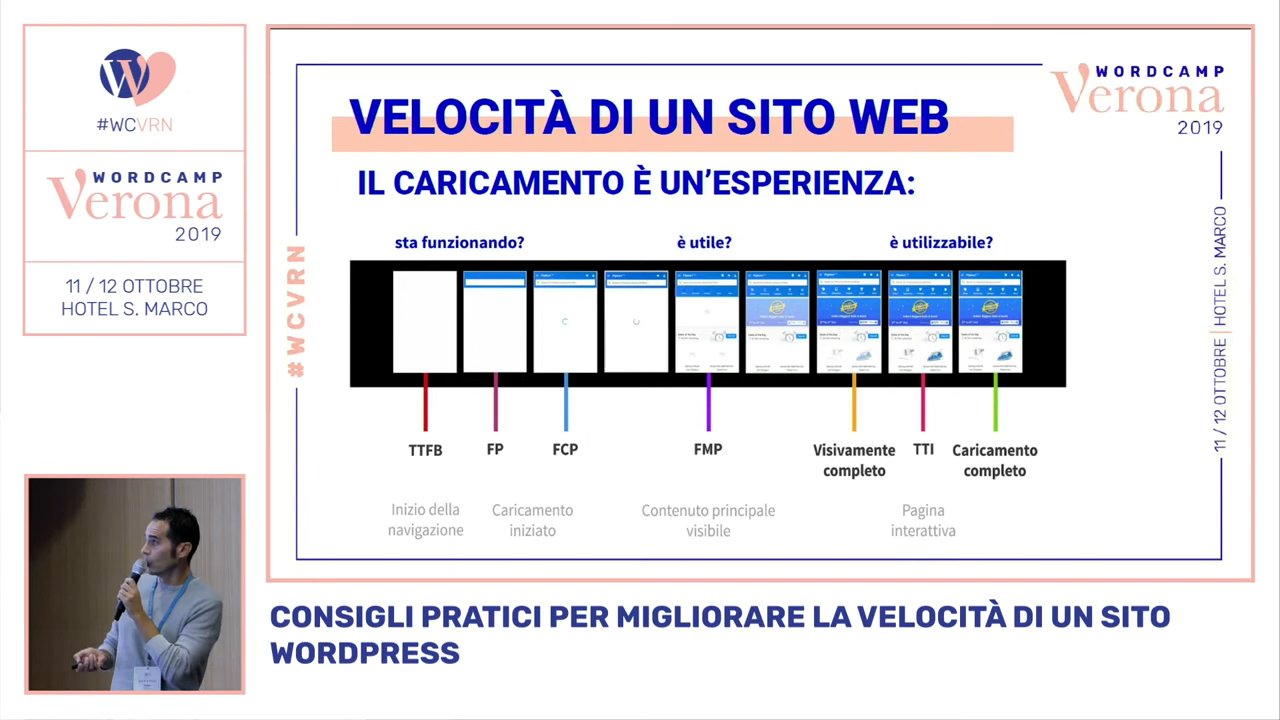 #WCVRN
WORDCAMP
Verona
2019
11 / 12 OTTOBRE
HOTEL S. MARCO
WORDCAMP
Verona
2019
VELOCITÀ DI UN SITO WEB
IL CARICAMENTO È UN’ESPERIENZA:
sta funzionando?
è utile?
è utilizzabile?
TTFB
FP
FCP
FMP
Visivamente
completo
TTI
Caricamento
completo
Inizio della
navigazione
Caricamento
iniziato
Contenuto principale
visibile
Pagina
interattiva
#WCVRN
11 / 12 OTTOBRE | HOTEL S. MARCO
CONSIGLI PRATICI PER MIGLIORARE LA VELOCITÀ DI UN SITO
WORDPRESS